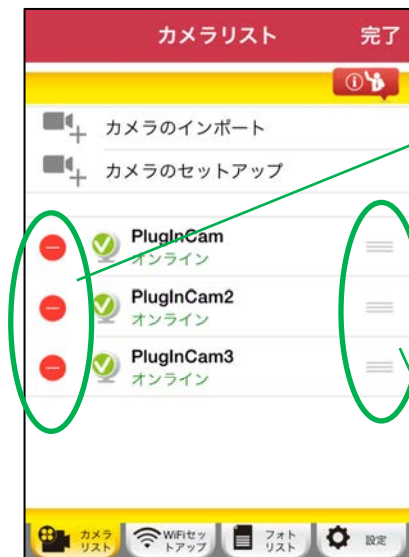 カメラリスト 完了
カメラのインポート
カメラのセットアップ
PlugInCam
オンライン
PlugInCam2
オンライン
PlugInCam3
オンライン
カメラ
リスト
WiFiセッ
トアップ
フォト
リスト
設定